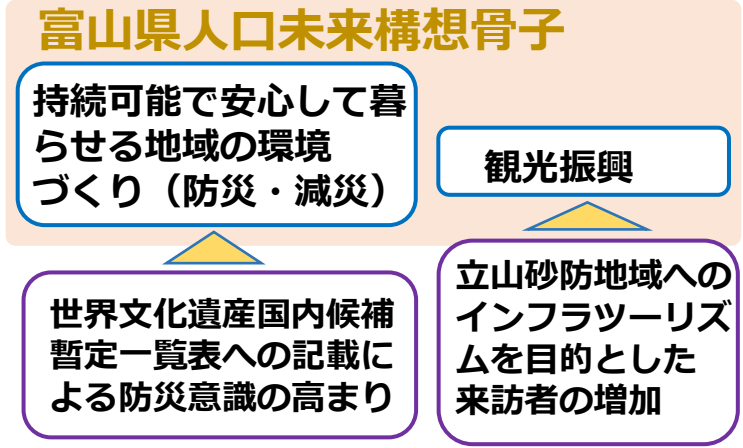 富山県人口未来構想骨子
持続可能で安心して暮
らせる地域の環境
づくり（防災・減災）
観光振興
世界文化遺産国内候補
暫定一覧表への記載に
よる防災意識の高まり
立山砂防地域への
インフラツーリズ
ムを目的とした
来訪者の増加